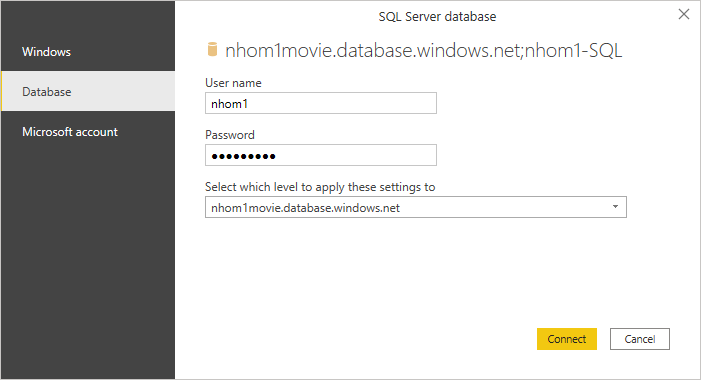 SQL Server database
Windows
Database
Microsoft account
nhom1movie.database.windows.net;nhom1-SQL
User name
nhom1
Password
●●●●●●●●●
Select which level to apply these settings to
nhom1movie.database.windows.net
Connect
Cancel